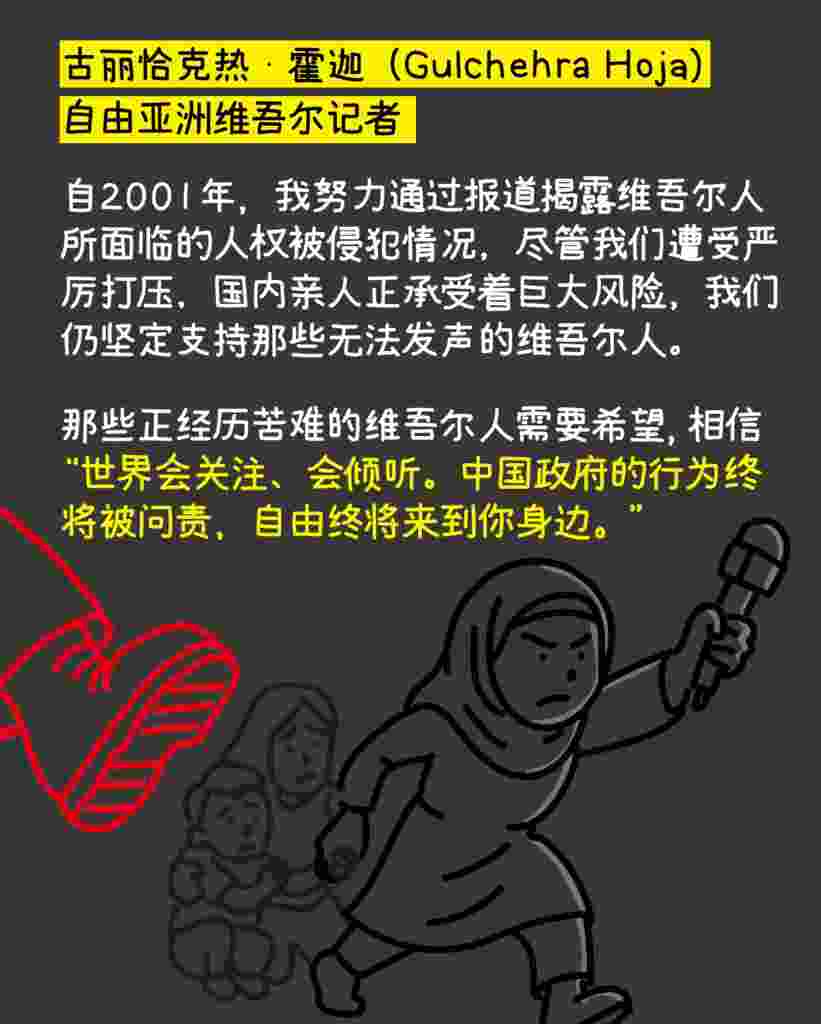 古丽恰克热·霍迦（Gulchehra Hoja）
自由亚洲维吾尔记者
自2001年，我努力通过报道揭露维吾尔人
所面临的人权被侵犯情况，尽管我们遭受严
厉打压，国内亲人正承受着巨大风险，我们
仍坚定支持那些无法发声的维吾尔人。
那些正经历苦难的维吾尔人需要希望，相信
“世界会关注、会倾听。中国政府的行为终
将被问责，自由终将来到你身边。”